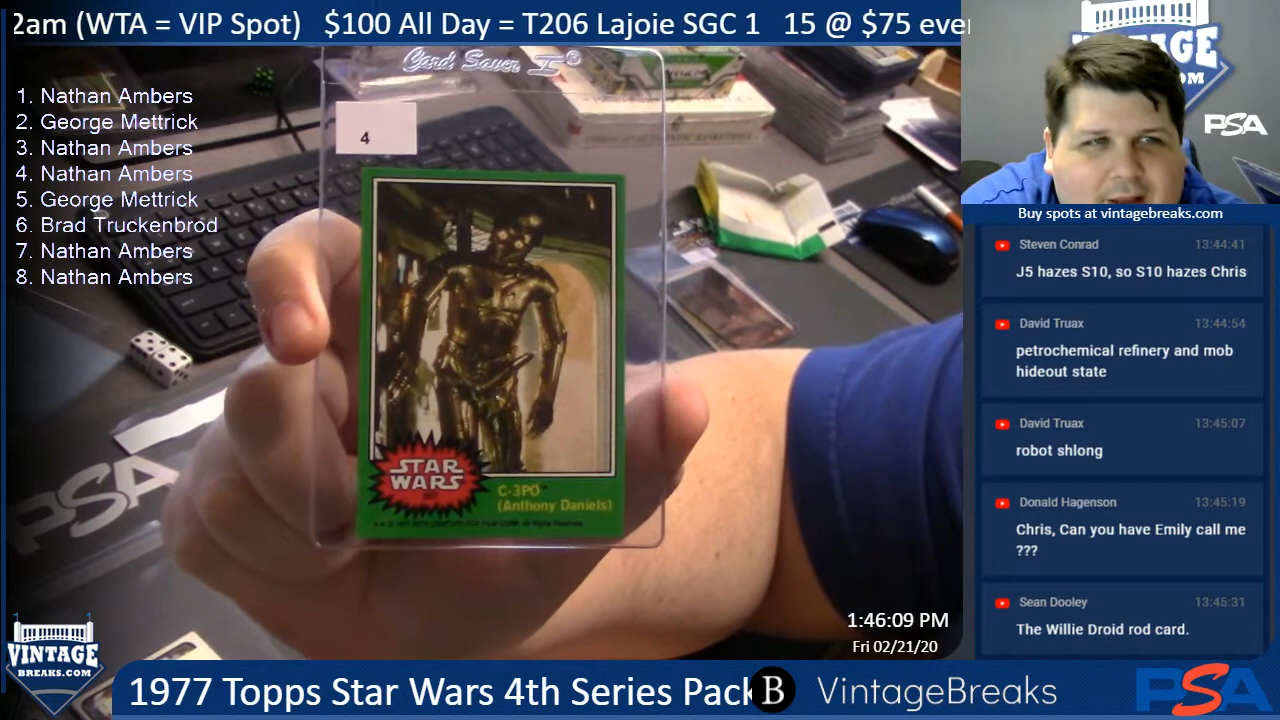 2am (WTA = VIP Spot)   $100 All Day = T206 Lajoie SGC 1   15 @ $75 eve
1. Nathan Ambers
2. George Mettrick
3. Nathan Ambers
4. Nathan Ambers
5. George Mettrick
6. Brad Truckenbrod
7. Nathan Ambers
8. Nathan Ambers
Card Saver I®
4
STAR
WARS
C-3PO™
(Anthony Daniels)
PSA
VINTAGE
.COM
PSA
Buy spots at vintagebreaks.com
Steven Conrad 13:44:41
J5 hazes S10, so S10 hazes Chris
David Truax 13:44:54
petrochemical refinery and mob
hideout state
David Truax 13:45:07
robot shlong
Donald Hagenson 13:45:19
Chris, Can you have Emily call me
???
Sean Dooley 13:45:31
The Willie Droid rod card.
1:46:09 PM
Fri 02/21/20
VINTAGE
BREAKS.COM
1977 Topps Star Wars 4th Series Pack
B VintageBreaks
PSA